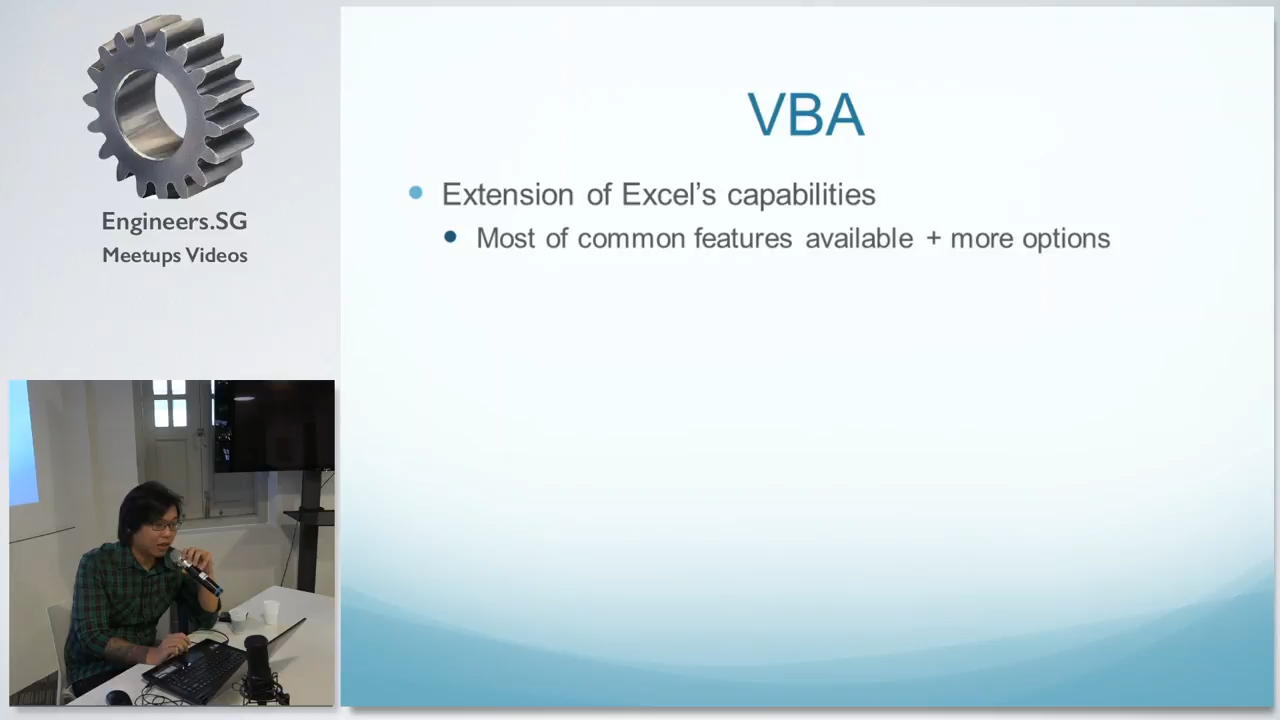 Engineers.SG
Meetups Videos
VBA
Extension of Excel's capabilities
Most of common features available + more options